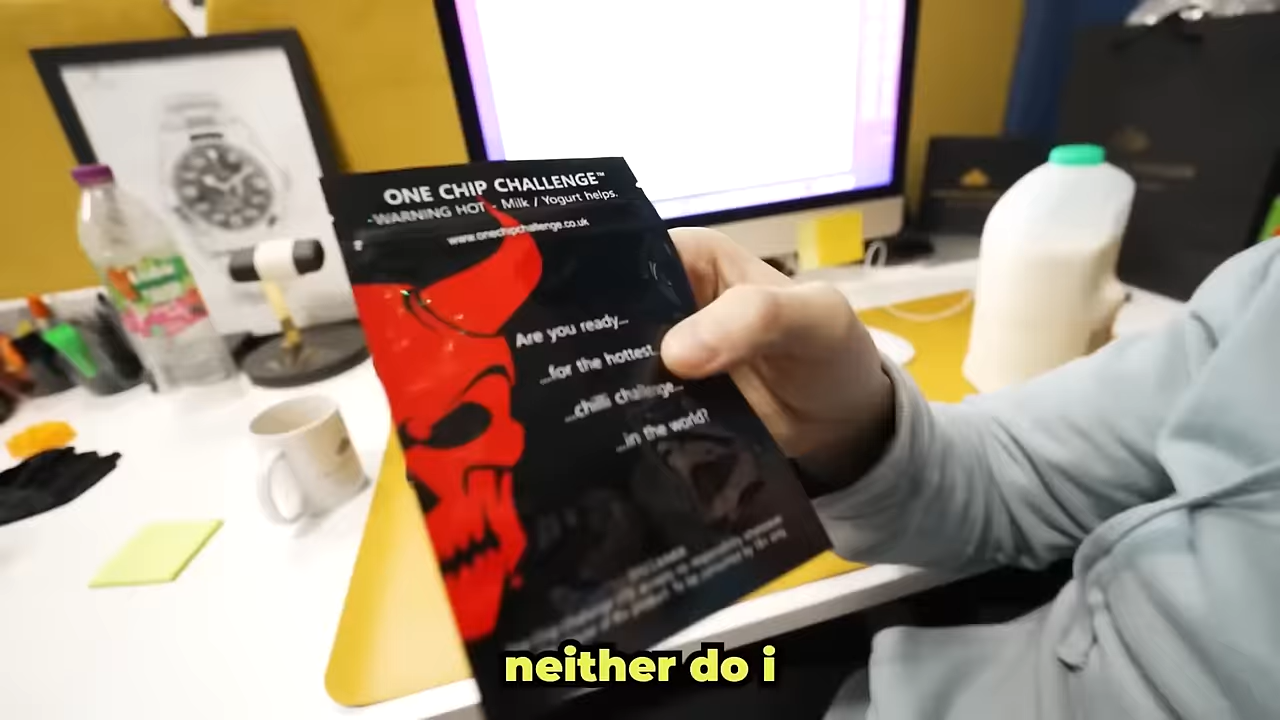 ONE CHIP CHALLENGE™
-WARNING HOT - Milk / Yogurt helps.
www.onechipchallenge.co.uk
Are you ready...
...for the hottest...
...chilli challenge...
...in the world?
neither do i